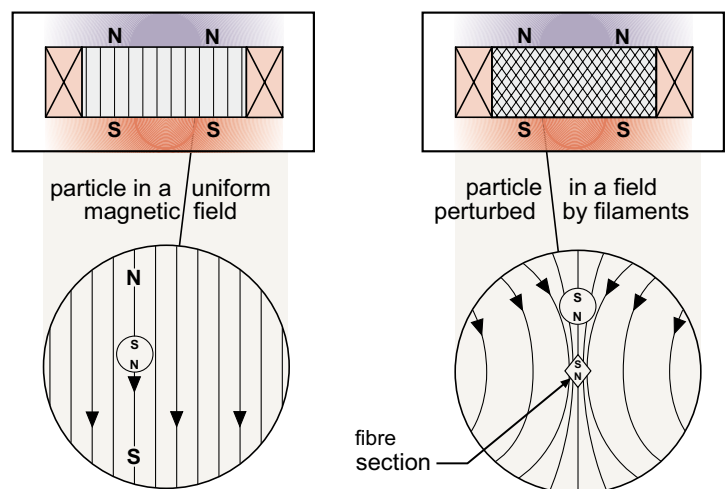 N N
S S
particle in a uniform
magnetic field
N
S
N
S
N N
S S
particle in a field
perturbed by filaments
S
N
S
N
fibre
section